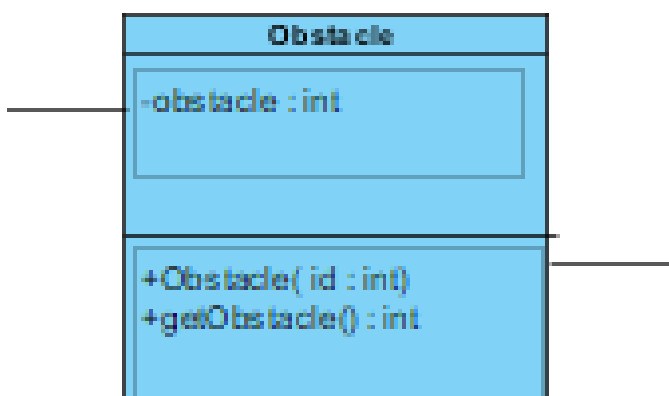 Obstacle
-obstacle : int
+Obstacle( id : int)
+getObstacle() : int